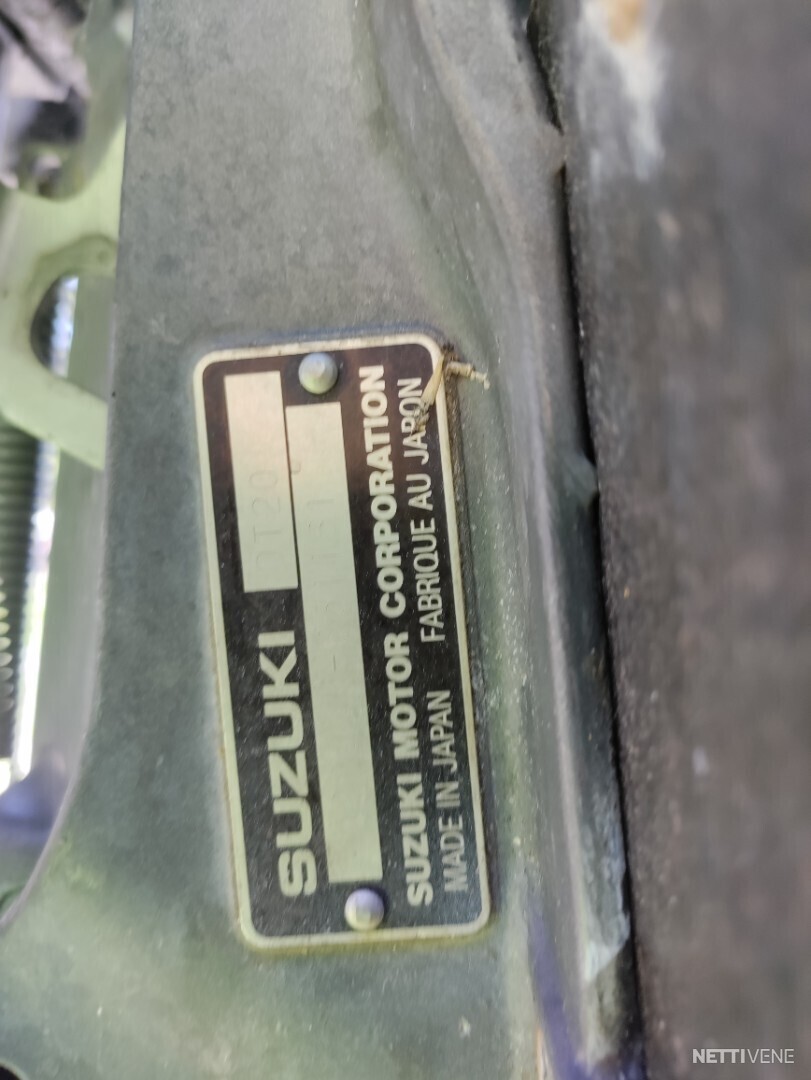 SUZUKI DT20
SUZUKI MOTOR CORPORATION
MADE IN JAPAN FABRIQUE AU JAPON
NETTIVENE